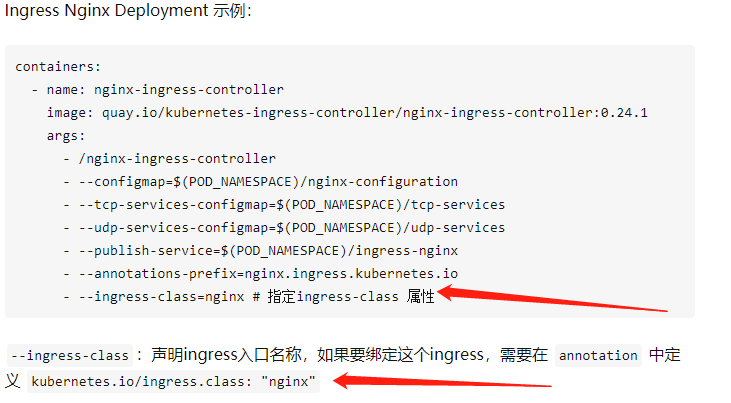 Ingress Nginx Deployment 示例：
containers:
- name: nginx-ingress-controller
image: quay.io/kubernetes-ingress-controller/nginx-ingress-controller:0.24.1
args:
- /nginx-ingress-controller
- --configmap=$(POD_NAMESPACE)/nginx-configuration
- --tcp-services-configmap=$(POD_NAMESPACE)/tcp-services
- --udp-services-configmap=$(POD_NAMESPACE)/udp-services
- --publish-service=$(POD_NAMESPACE)/ingress-nginx
- --annotations-prefix=nginx.ingress.kubernetes.io
- --ingress-class=nginx # 指定ingress-class 属性
--ingress-class：声明ingress入口名称，如果要绑定这个ingress，需要在 annotation 中定
义 kubernetes.io/ingress.class: "nginx"